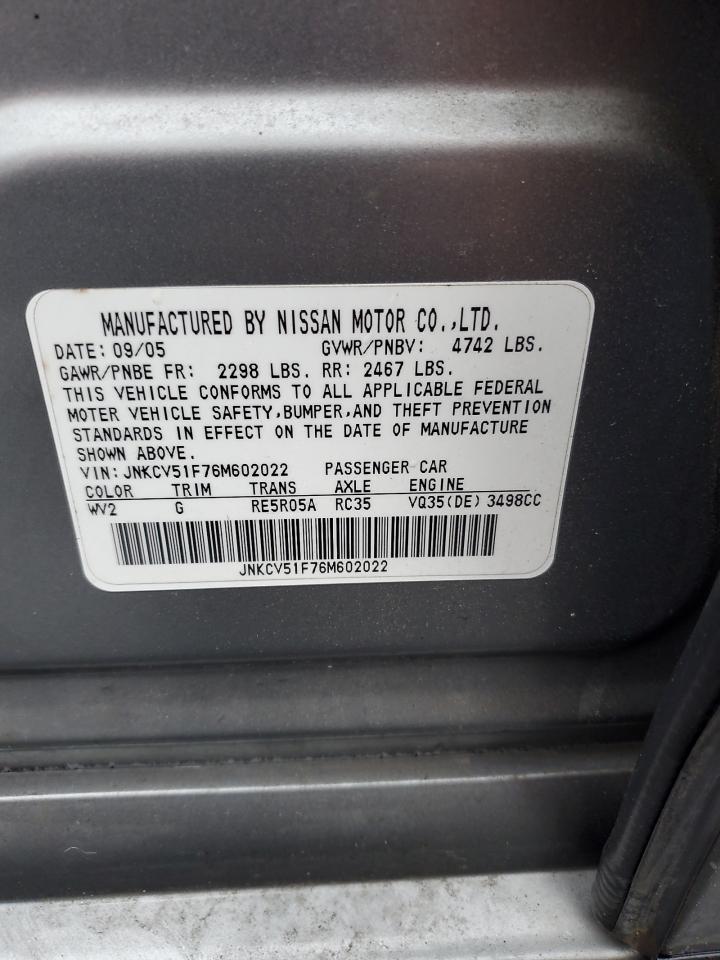 MANUFACTURED BY NISSAN MOTOR CO.,LTD.
DATE: 09/05 GVWR/PNBV: 4742 LBS.
GAWR/PNBE FR: 2298 LBS. RR: 2467 LBS.
THIS VEHICLE CONFORMS TO ALL APPLICABLE FEDERAL
MOTER VEHICLE SAFETY,BUMPER,AND THEFT PREVENTION
STANDARDS IN EFFECT ON THE DATE OF MANUFACTURE
SHOWN ABOVE.
VIN: JNKCV51F76M602022 PASSENGER CAR
COLOR TRIM TRANS AXLE ENGINE
WV2 G RE5R05A RC35 VQ35(DE) 3498CC
JNKCV51F76M602022